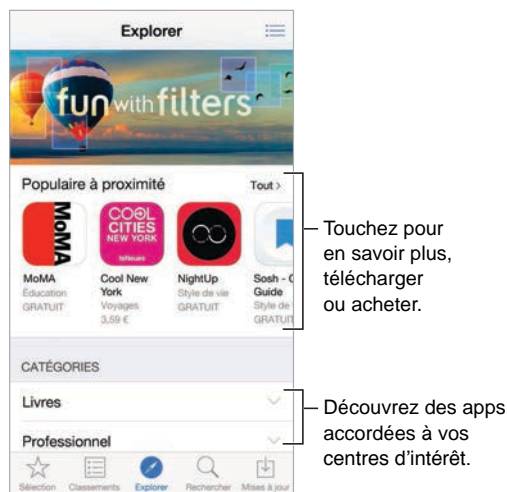 Explorer
fun with filters
Populaire à proximité
Tout >
MoMA
COOL
CITIES
NEW YORK
MoMA
Éducation
GRATUIT
Cool New
York
Voyages
3,59 €
NightUp
Style de vie
GRATUIT
Sosh - C
Guide
Style de
GRATUIT
Touchez pour
en savoir plus,
télécharger
ou acheter.
CATÉGORIES
Livres
Professionnel
Découvrez des apps
accordées à vos
centres d'intérêt.
Sélection
Classements
Explorer
Rechercher
Mises à jour